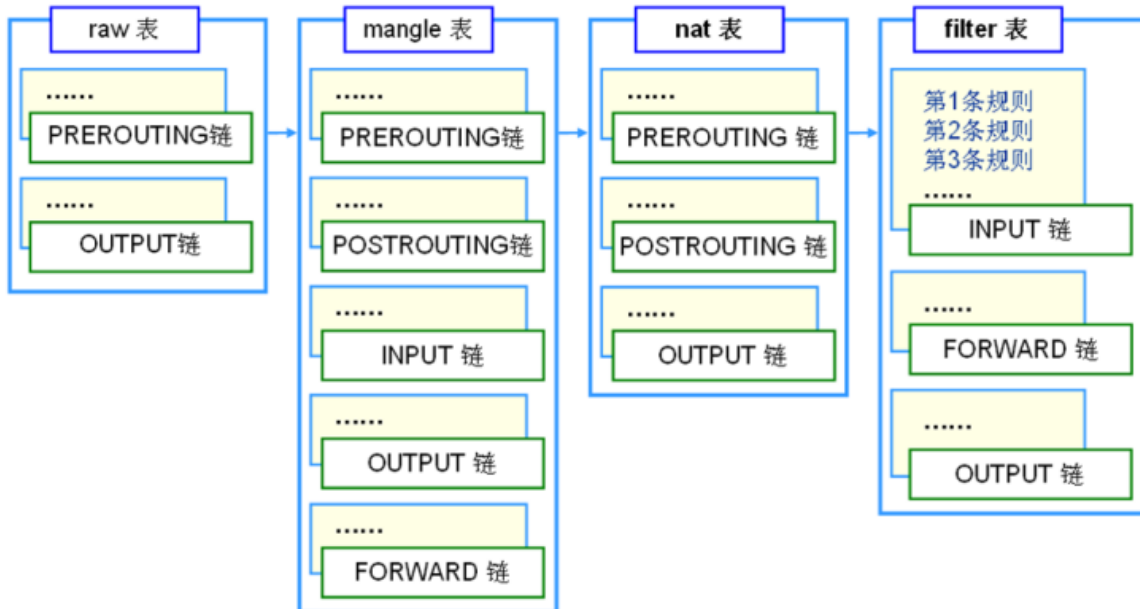 raw 表
……
PREROUTING链
……
OUTPUT链
mangle 表
……
PREROUTING链
……
POSTROUTING链
……
INPUT 链
……
OUTPUT 链
……
FORWARD 链
nat 表
……
PREROUTING 链
……
POSTROUTING 链
……
OUTPUT 链
filter 表
第1条规则
第2条规则
第3条规则
……
INPUT 链
……
FORWARD 链
……
OUTPUT 链